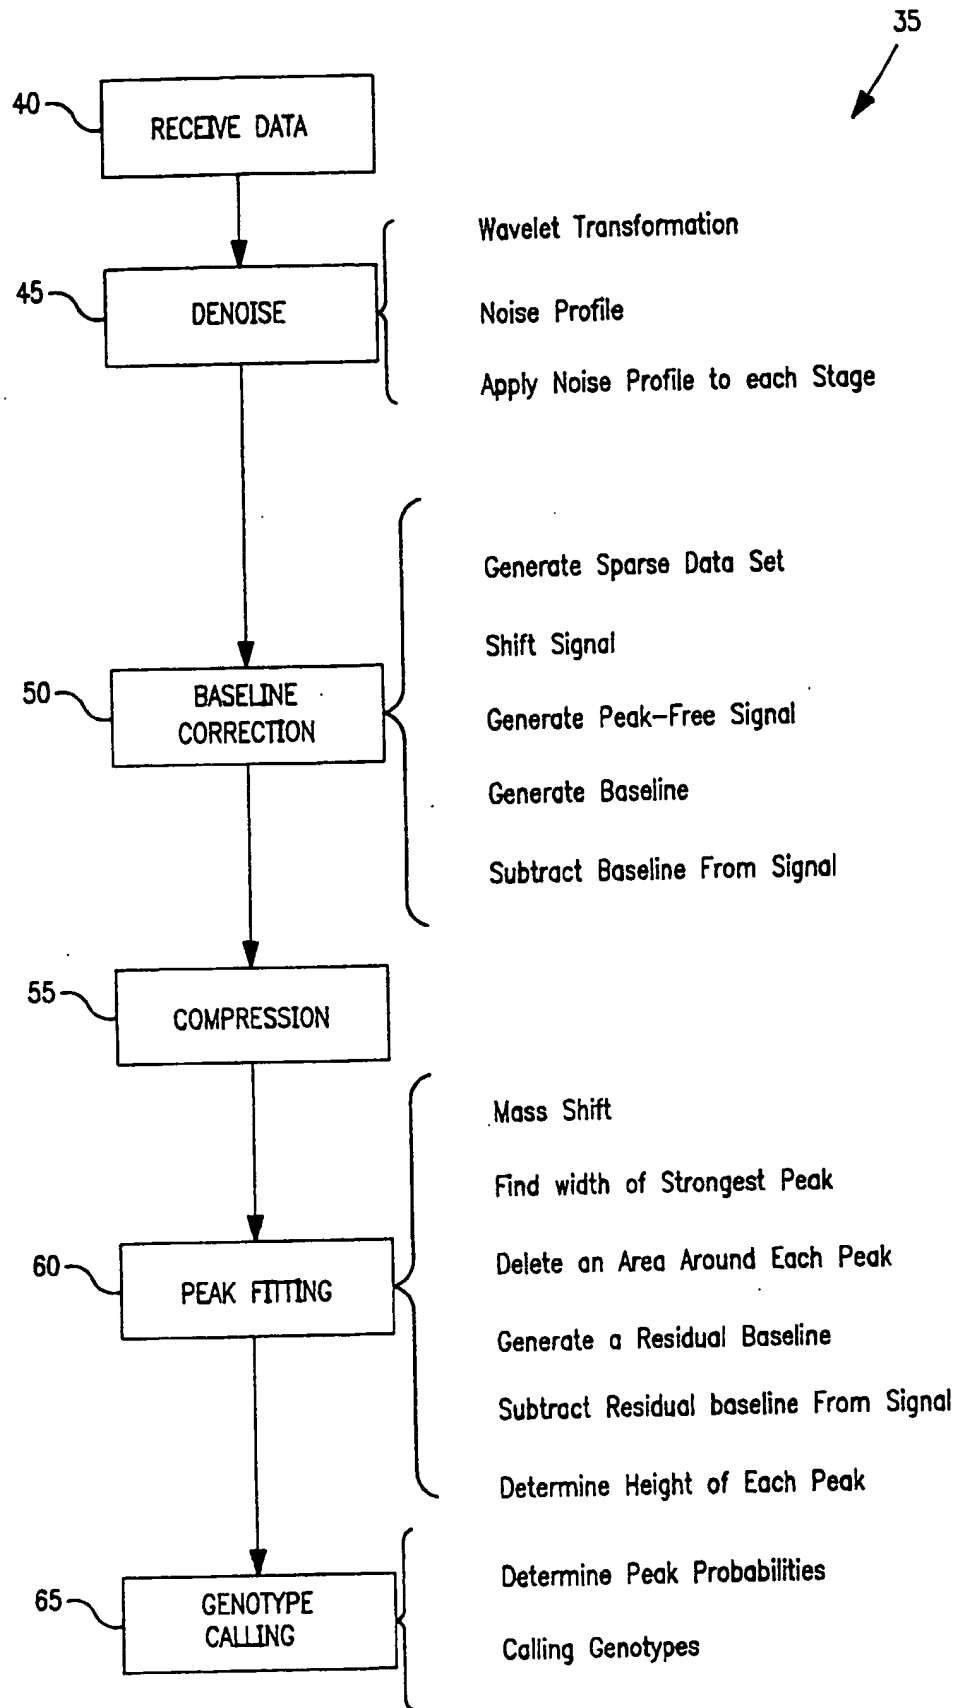 35
40
RECEIVE DATA
Wavelet Transformation
45
DENOISE
Noise Profile
Apply Noise Profile to each Stage
Generate Sparse Data Set
Shift Signal
50
BASELINE
CORRECTION
Generate Peak-Free Signal
Generate Baseline
Subtract Baseline From Signal
55
COMPRESSION
Mass Shift
Find width of Strongest Peak
60
PEAK FITTING
Delete an Area Around Each Peak
Generate a Residual Baseline
Subtract Residual baseline From Signal
Determine Height of Each Peak
65
GENOTYPE
CALLING
Determine Peak Probabilities
Calling Genotypes